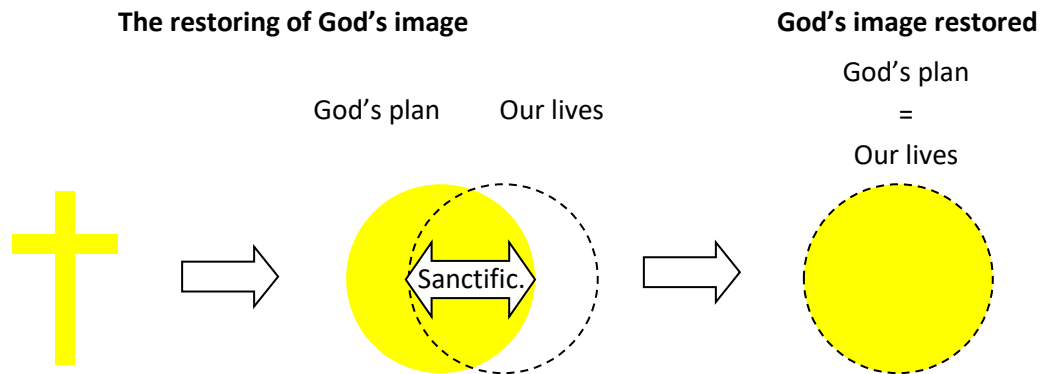 The restoring of God’s image
God’s image restored
God’s plan
Our lives
God’s plan
=
Our lives
Sanctific.